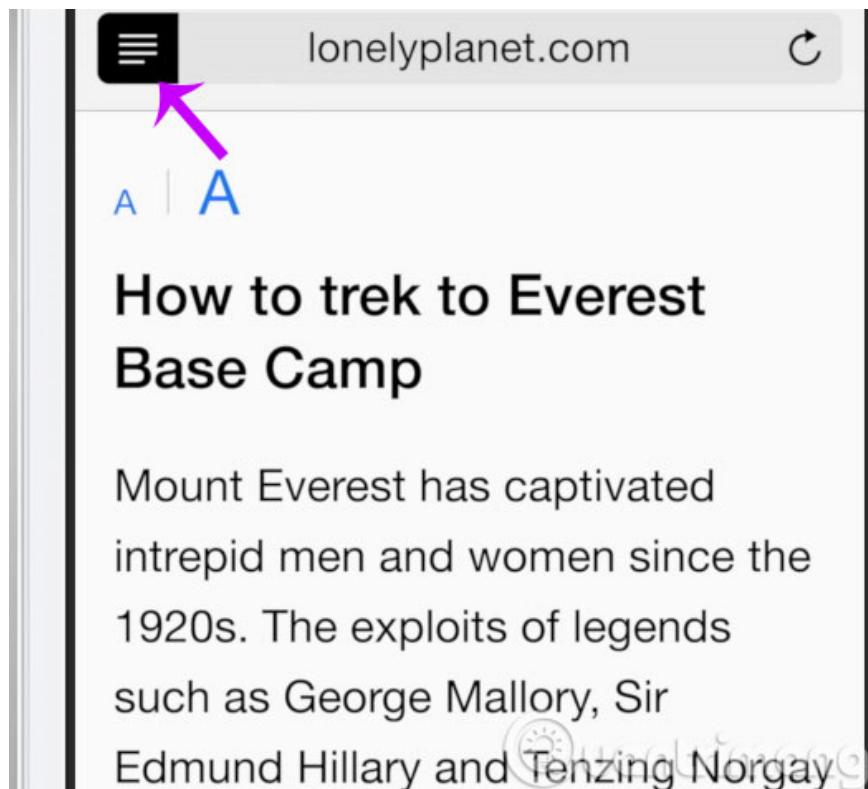 lonelyplanet.com
A A
How to trek to Everest
Base Camp
Mount Everest has captivated
intrepid men and women since the
1920s. The exploits of legends
such as George Mallory, Sir
Edmund Hillary and Tenzing Norgay
uantrimang